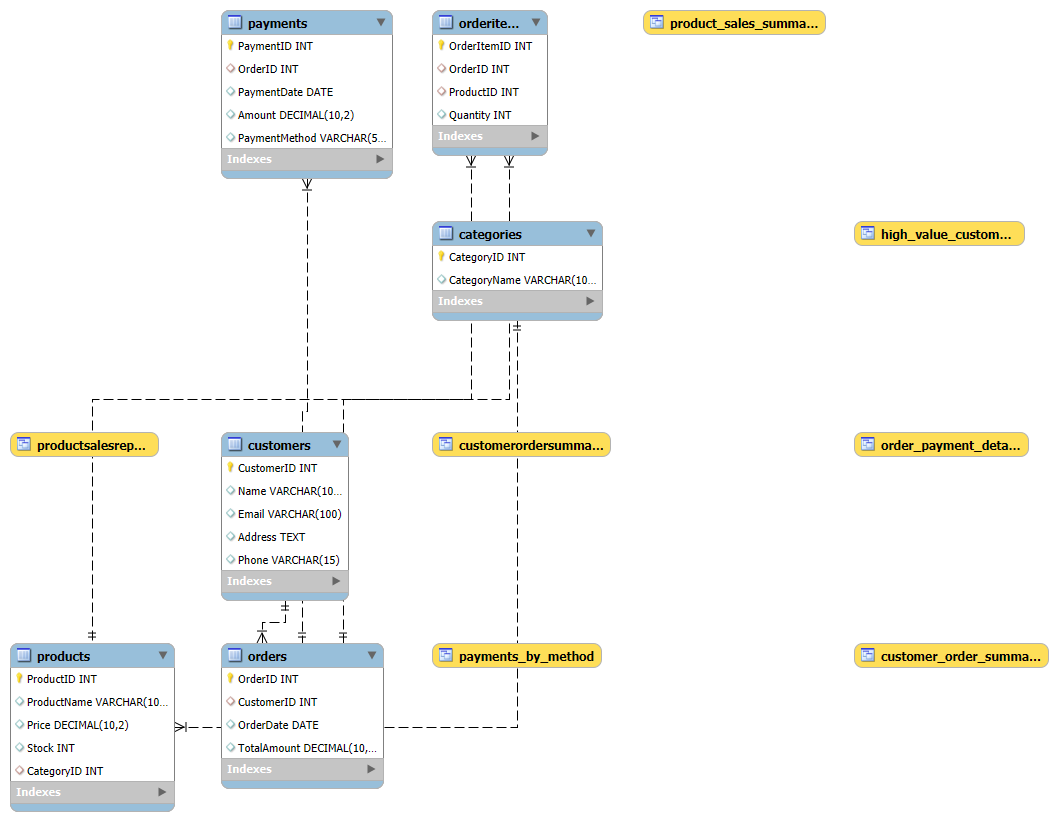 payments
PaymentID INT
OrderID INT
PaymentDate DATE
Amount DECIMAL(10,2)
PaymentMethod VARCHAR(5...
Indexes
orderite...
OrderItemID INT
OrderID INT
ProductID INT
Quantity INT
Indexes
product_sales_summa...
categories
CategoryID INT
CategoryName VARCHAR(10...
Indexes
high_value_custom...
productsalesrep...
customers
CustomerID INT
Name VARCHAR(10...
Email VARCHAR(100)
Address TEXT
Phone VARCHAR(15)
Indexes
customerordersumma...
order_payment_deta...
products
ProductID INT
ProductName VARCHAR(10...
Price DECIMAL(10,2)
Stock INT
CategoryID INT
Indexes
orders
OrderID INT
CustomerID INT
OrderDate DATE
TotalAmount DECIMAL(10,...
Indexes
payments_by_method
customer_order_summa...